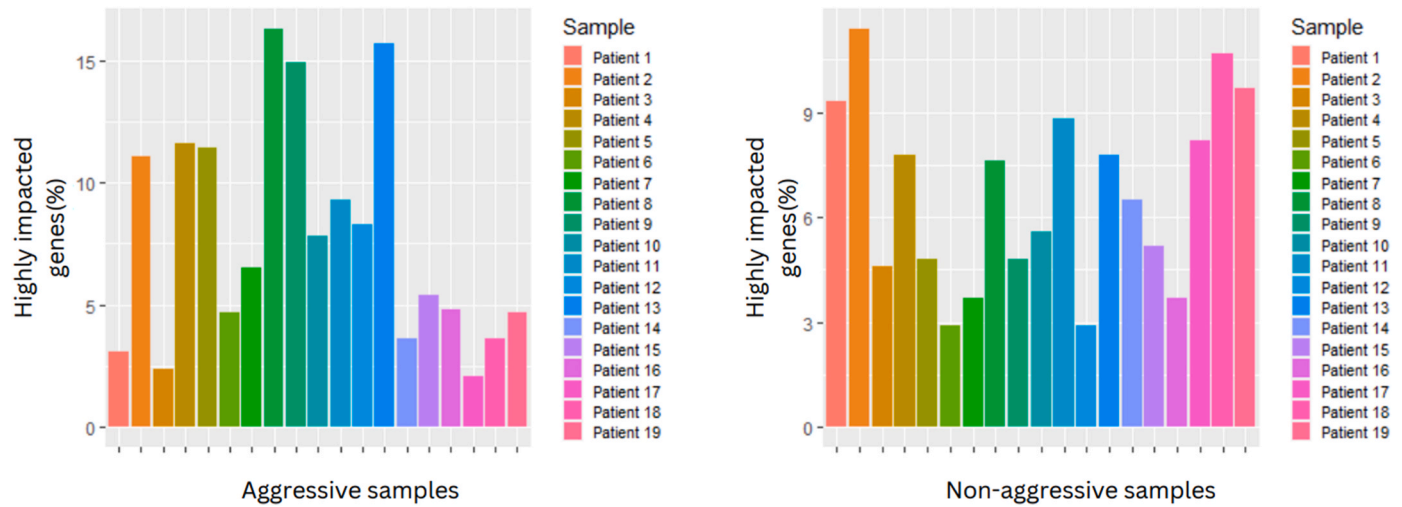 Highly impacted
genes(%)
15
10
5
0
Aggressive samples
Sample
Patient 1
Patient 2
Patient 3
Patient 4
Patient 5
Patient 6
Patient 7
Patient 8
Patient 9
Patient 10
Patient 11
Patient 12
Patient 13
Patient 14
Patient 15
Patient 16
Patient 17
Patient 18
Patient 19
Highly impacted
genes(%)
9
6
3
0
Non-aggressive samples
Sample
Patient 1
Patient 2
Patient 3
Patient 4
Patient 5
Patient 6
Patient 7
Patient 8
Patient 9
Patient 10
Patient 11
Patient 12
Patient 13
Patient 14
Patient 15
Patient 16
Patient 17
Patient 18
Patient 19